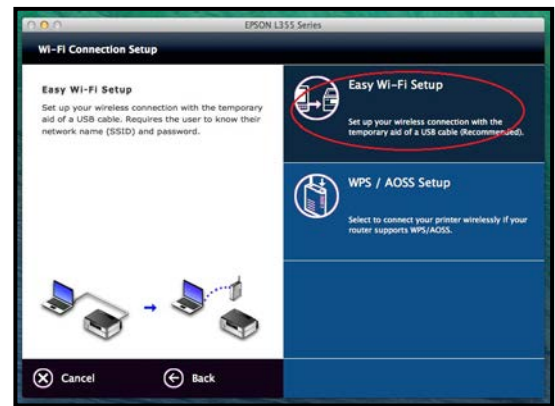 EPSON L355 Series
Wi-Fi Connection Setup
Easy Wi-Fi Setup
Set up your wireless connection with the temporary
aid of a USB cable. Requires the user to know their
network name (SSID) and password.
Easy Wi-Fi Setup
Set up your wireless connection with the
temporary aid of a USB cable (Recommended).
WPS / AOSS Setup
Select to connect your printer wirelessly if your
router supports WPS/AOSS.
Cancel
Back